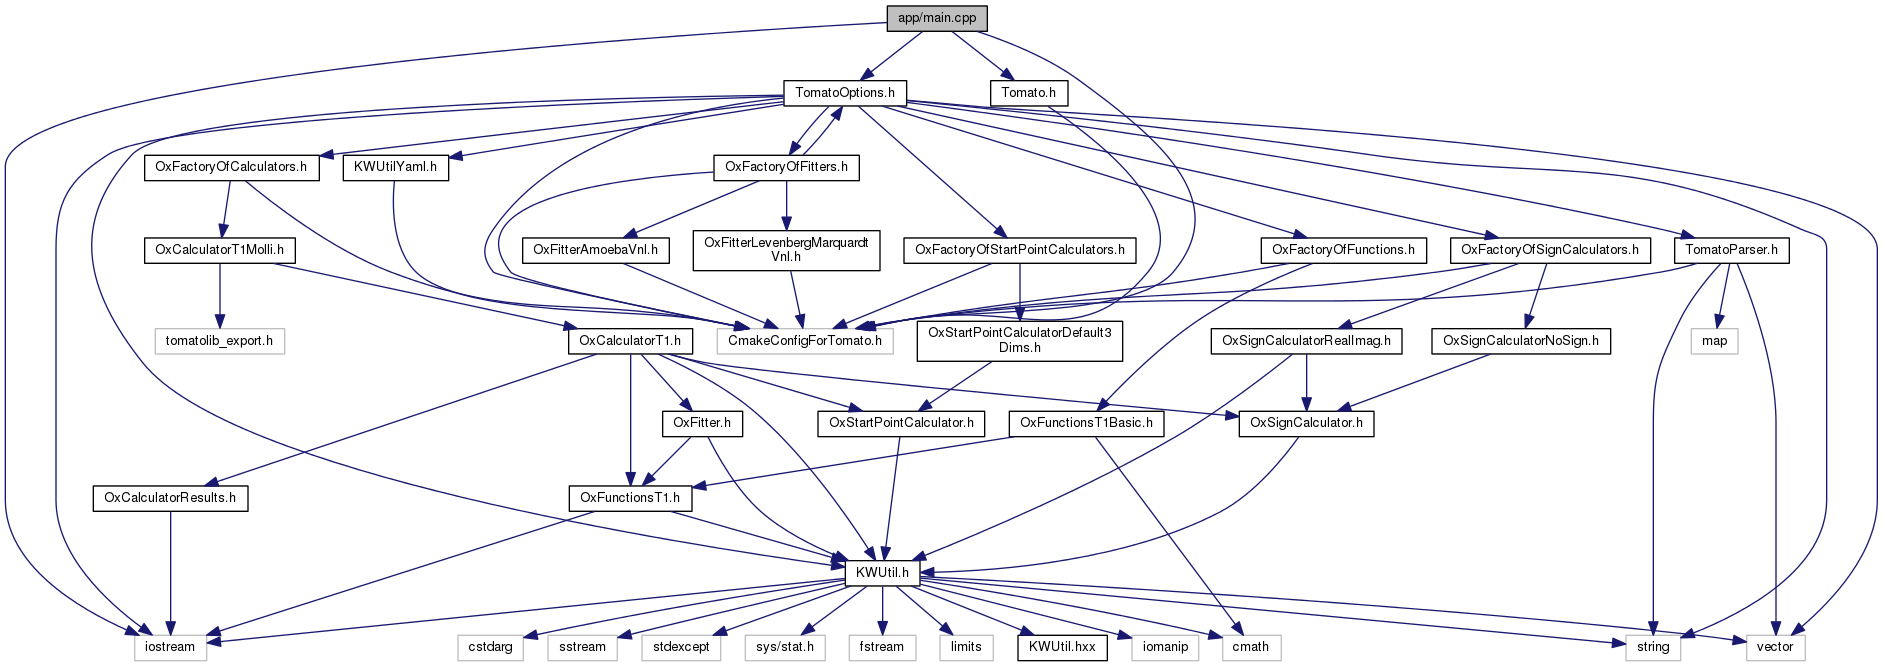 app/main.cpp
TomatoOptions.h
Tomato.h
OxFactoryOfCalculators.h
KWUtilYaml.h
OxFactoryOfFitters.h
OxCalculatorT1Molli.h
OxFitterAmoebaVnl.h
OxFitterLevenbergMarquardt
Vnl.h
OxFactoryOfStartPointCalculators.h
OxFactoryOfFunctions.h
OxFactoryOfSignCalculators.h
TomatoParser.h
tomatolib_export.h
OxCalculatorT1.h
CmakeConfigForTomato.h
OxStartPointCalculatorDefault3
Dims.h
OxSignCalculatorRealImag.h
OxSignCalculatorNoSign.h
map
OxFitter.h
OxStartPointCalculator.h
OxFunctionsT1Basic.h
OxSignCalculator.h
OxCalculatorResults.h
OxFunctionsT1.h
KWUtil.h
iostream
cstdarg
sstream
stdexcept
sys/stat.h
fstream
limits
KWUtil.hxx
iomanip
cmath
string
vector